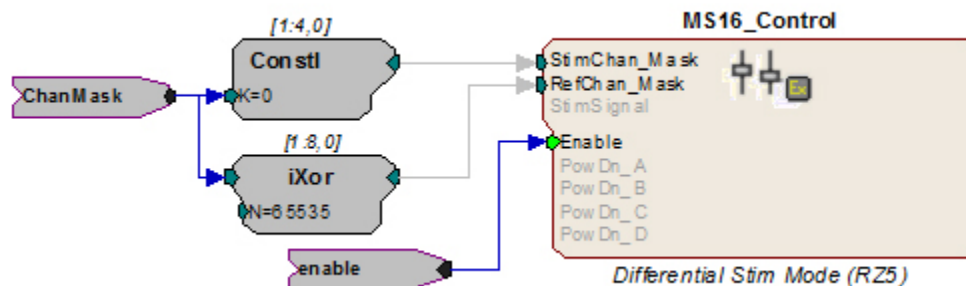 [1:4,0]
MS16_Control
ConstI
K=0
ChanMask
StimChan_Mask
RefChan_Mask
StimSignal
Ex
[1:8,0]
iXor
N=65535
Enable
PowDn_A
PowDn_B
PowDn_C
PowDn_D
enable
Differential Stim Mode (RZ5)